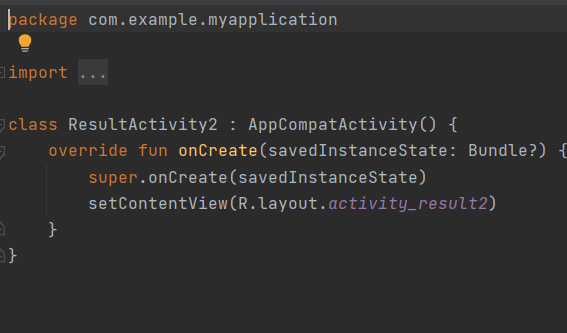 package com.example.myapplication
import ...
class ResultActivity2 : AppCompatActivity() {
    override fun onCreate(savedInstanceState: Bundle?) {
        super.onCreate(savedInstanceState)
        setContentView(R.layout.activity_result2)
    }
}